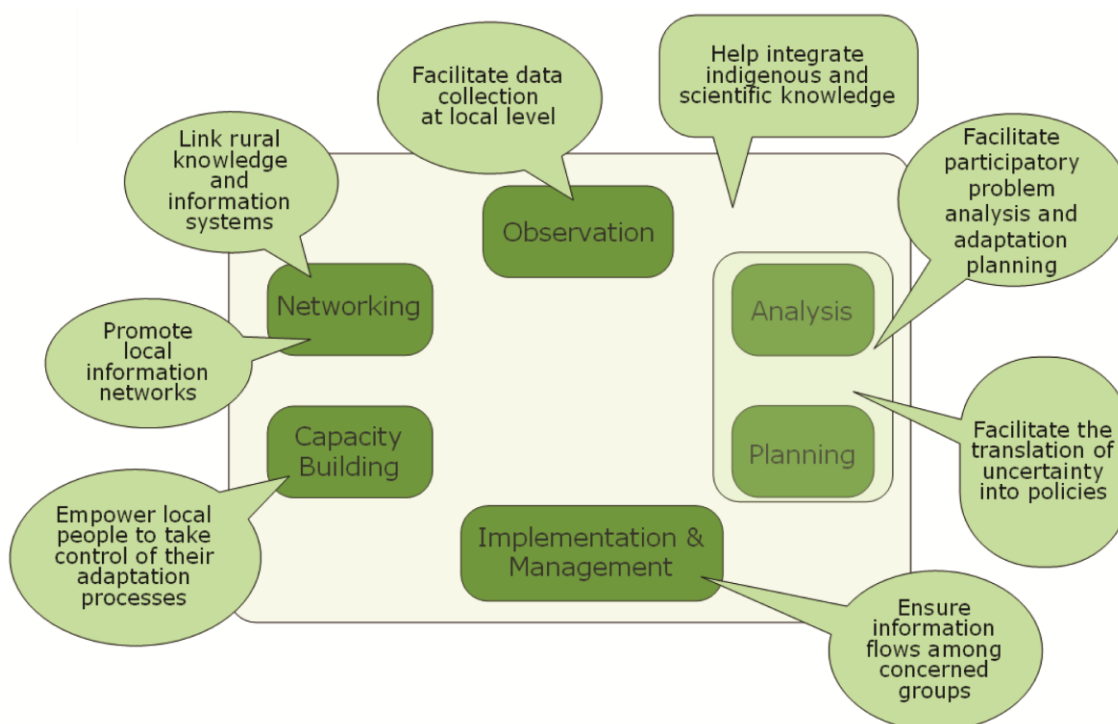 Facilitate data
collection
at local level
Help integrate
indigenous and
scientific knowledge
Link rural
knowledge
and
information
systems
Facilitate
participatory
problem
analysis and
adaptation
planning
Observation
Networking
Analysis
Promote
local
information
networks
Capacity
Building
Planning
Facilitate the
translation of
uncertainty
into policies
Empower local
people to take
control of their
adaptation
processes
Implementation &
Management
Ensure
information
flows among
concerned
groups